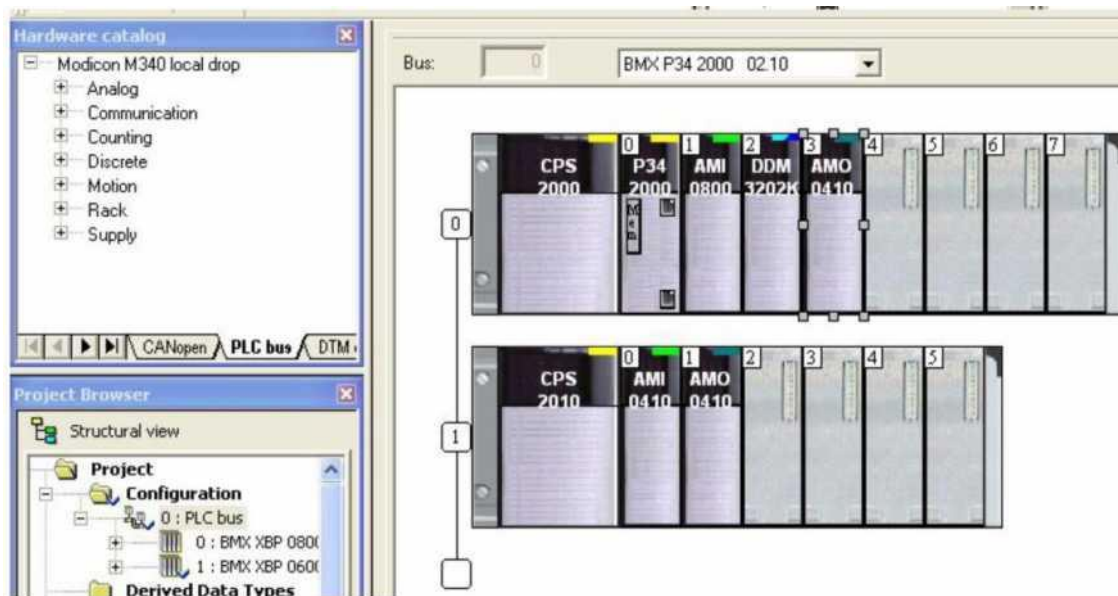 Hardware catalog
Modicon M340 local drop
Analog
Communication
Counting
Discrete
Motion
Rack
Supply
CANopen PLC bus DTM
Project Browser
Structural view
Project
Configuration
0 : PLC bus
0 : BMX XBP 080
1 : BMX XBP 060
Derived Data Types
Bus: 0 BMX P34 2000 02.10
0 1 2 3 4 5 6 7
CPS P34 AMI DDM AMO
2000 2000 0800 3202K 0410
Mem
0
0 1 2 3 4 5
CPS AMI AMO
2010 0410 0410
1